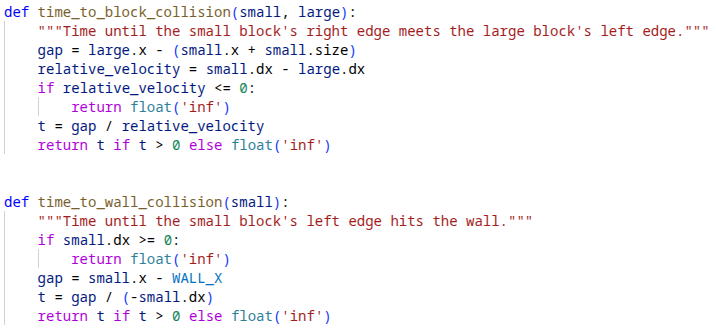 def time_to_block_collision(small, large):
    """Time until the small block's right edge meets the large block's left edge."""
    gap = large.x - (small.x + small.size)
    relative_velocity = small.dx - large.dx
    if relative_velocity <= 0:
        return float('inf')
    t = gap / relative_velocity
    return t if t > 0 else float('inf')

def time_to_wall_collision(small):
    """Time until the small block's left edge hits the wall."""
    if small.dx >= 0:
        return float('inf')
    gap = small.x - WALL_X
    t = gap / (-small.dx)
    return t if t > 0 else float('inf')